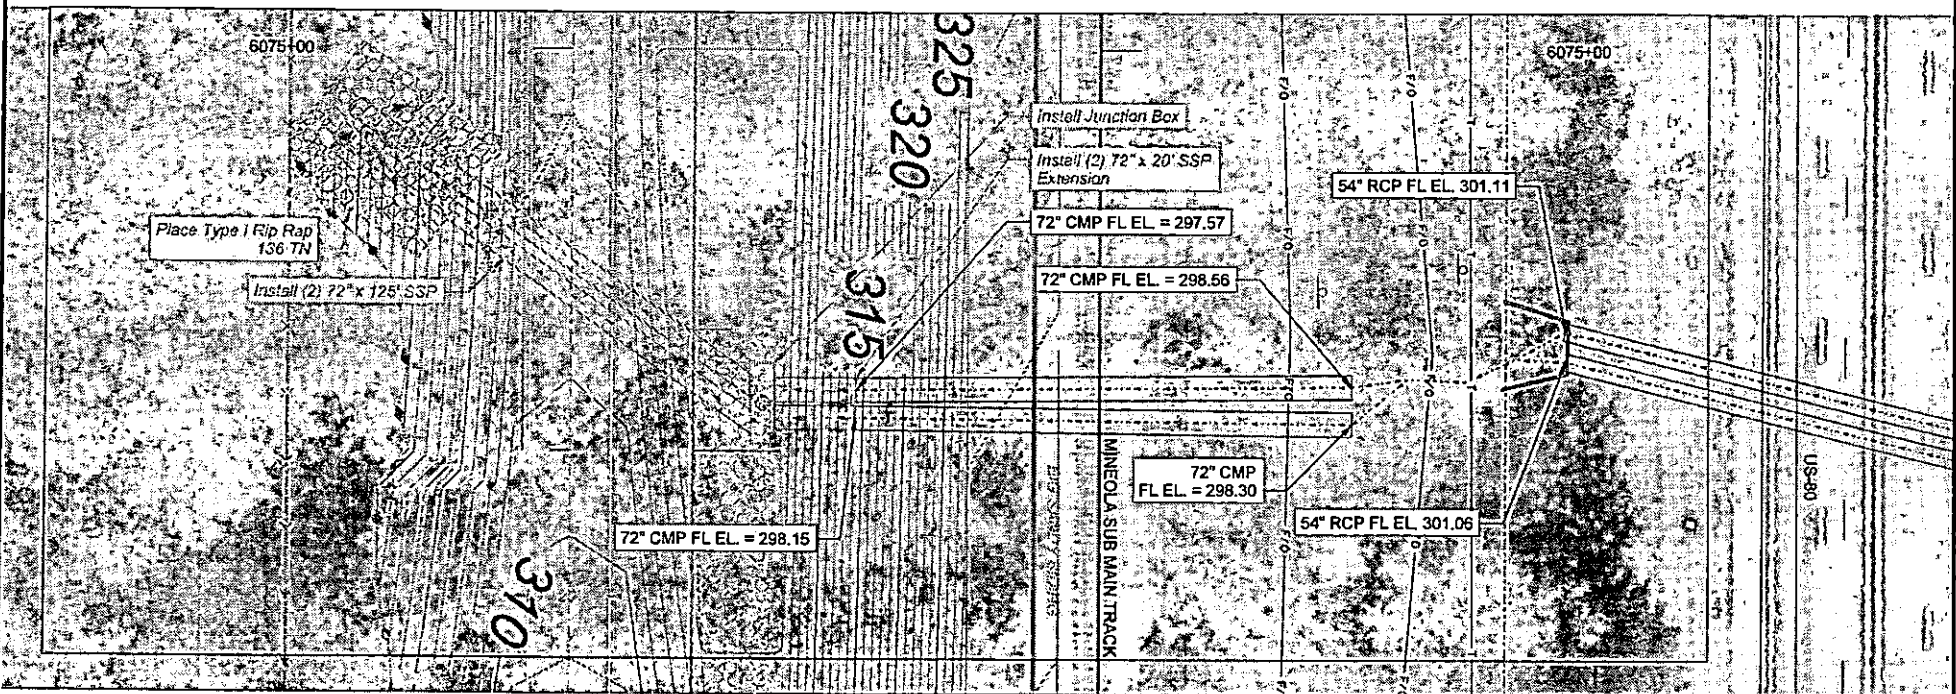 6075+00
325
320
315
310
Install Junction Box
Install (2) 72" x 20' SSP
Extension
72" CMP FL EL. = 297.57
72" CMP FL EL. = 298.56
54" RCP FL EL. 301.11
6075+00
Place Type I Rip Rap
136 TN
Install (2) 72" x 125' SSP
72" CMP FL EL. = 298.15
72" CMP
FL EL. = 298.30
54" RCP FL EL. 301.06
MINEOLA SUB MAIN TRACK
US-80
F/O
F/O
F/O
F/O
F/O
F/O
F/O
F/O